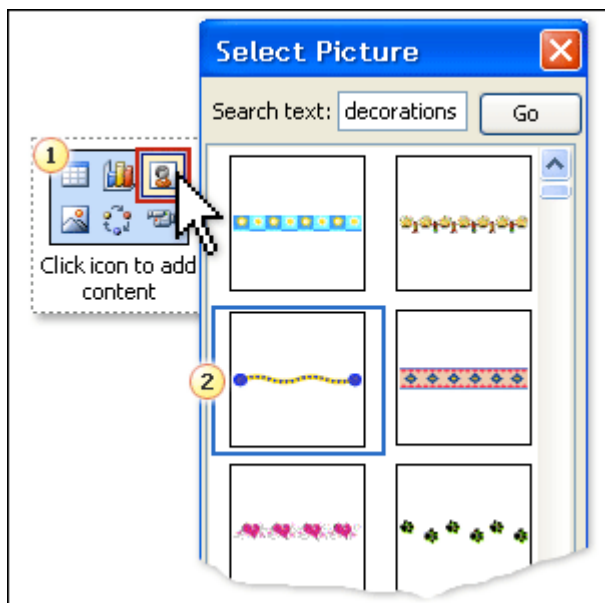 Select Picture
Search text: decorations Go
1
Click icon to add
content
2